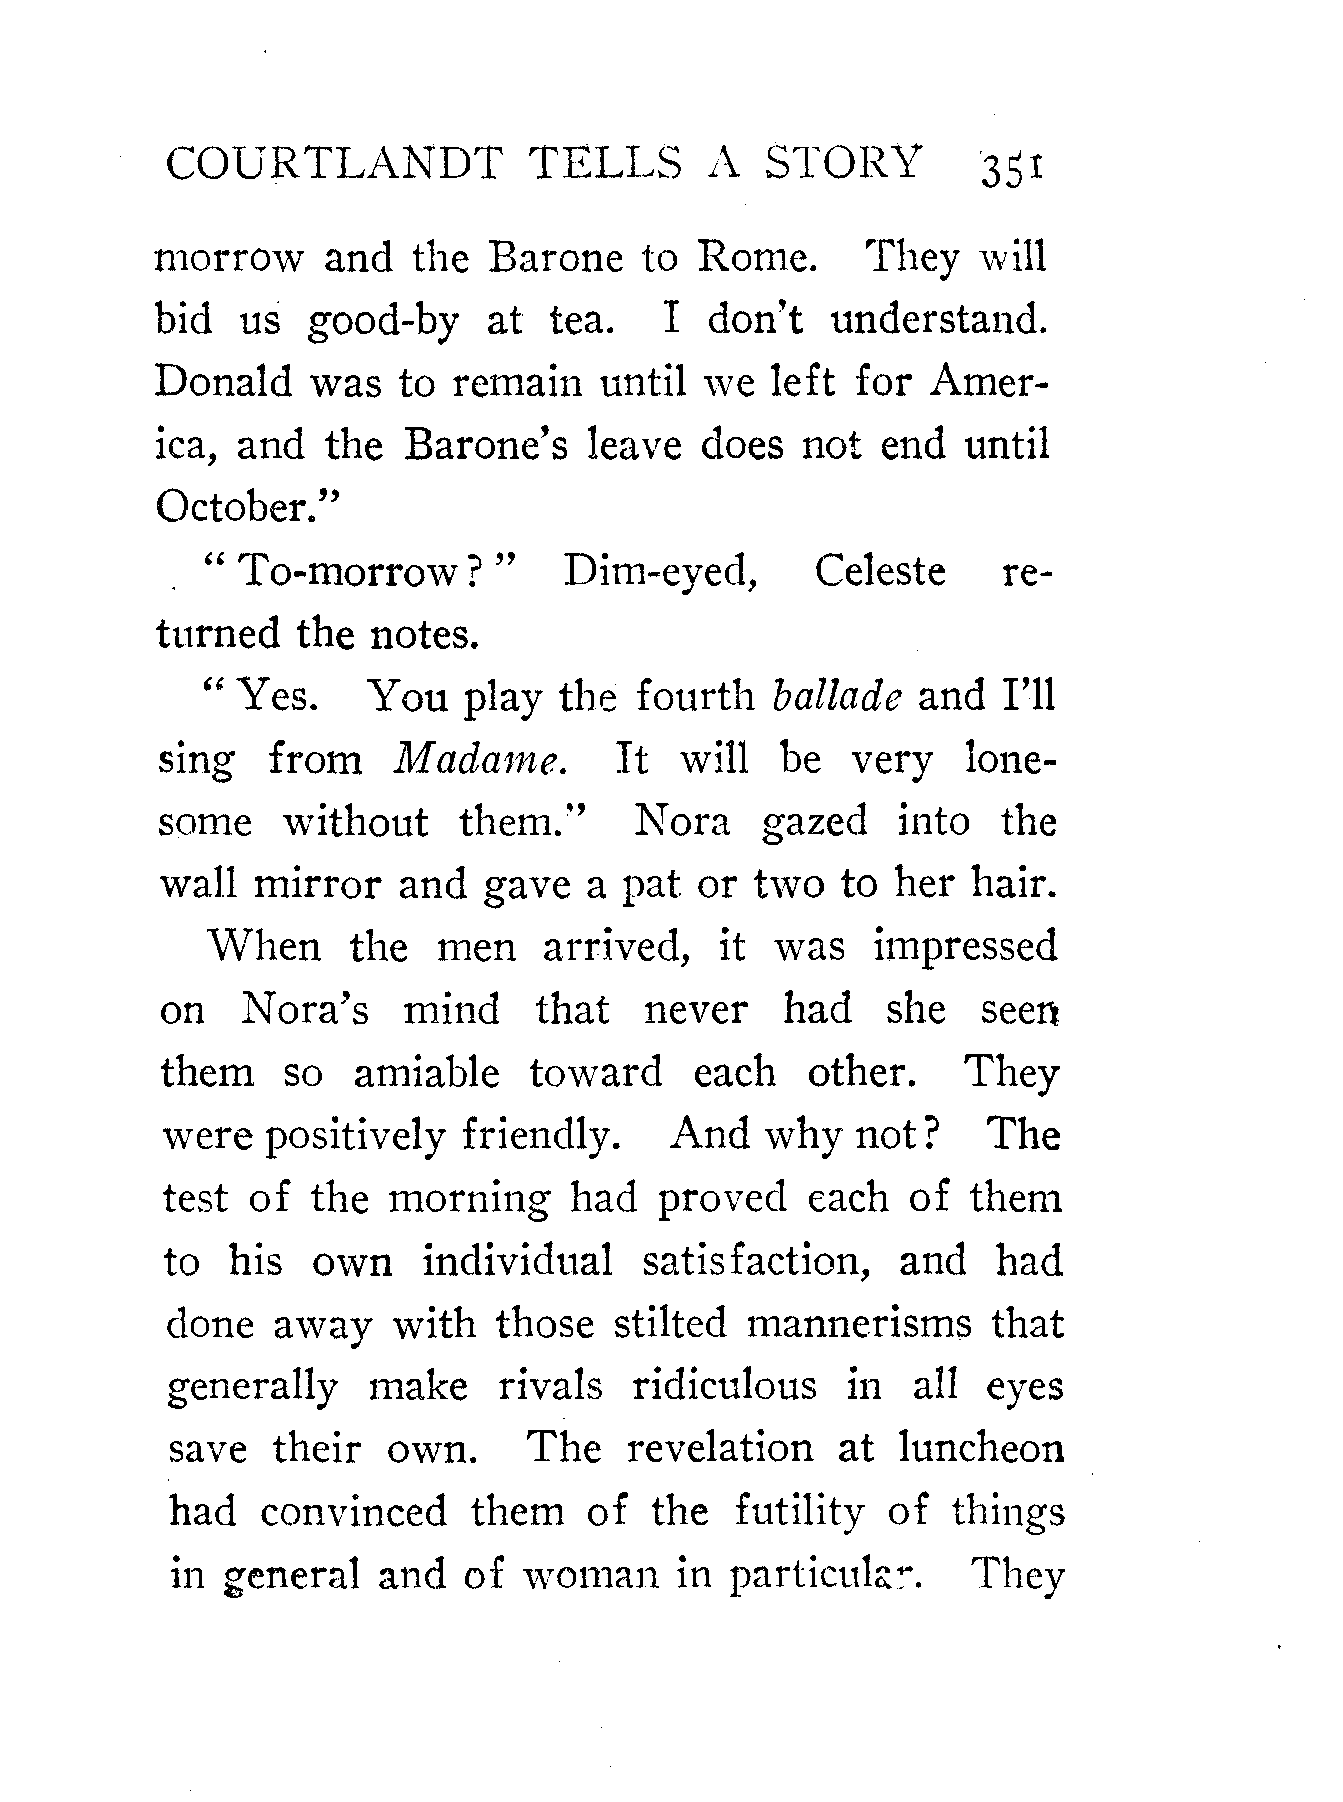 COURTLANDT TELLS A STORY 351
morrow and the Barone to Rome. They will
bid us good-by at tea. I don't understand.
Donald was to remain until we left for Amer-
ica, and the Barone's leave does not end until
October.”
“ To-morrow ? ” Dim-eyed, Celeste re-
turned the notes.
“ Yes. You play the fourth ballade and I'll
sing from Madame. It will be very lone-
some without them.” Nora gazed into the
wall mirror and gave a pat or two to her hair.
When the men arrived, it was impressed
on Nora's mind that never had she seen
them so amiable toward each other. They
were positively friendly. And why not? The
test of the morning had proved each of them
to his own individual satisfaction, and had
done away with those stilted mannerisms that
generally make rivals ridiculous in all eyes
save their own. The revelation at luncheon
had convinced them of the futility of things
in general and of woman in particular. They